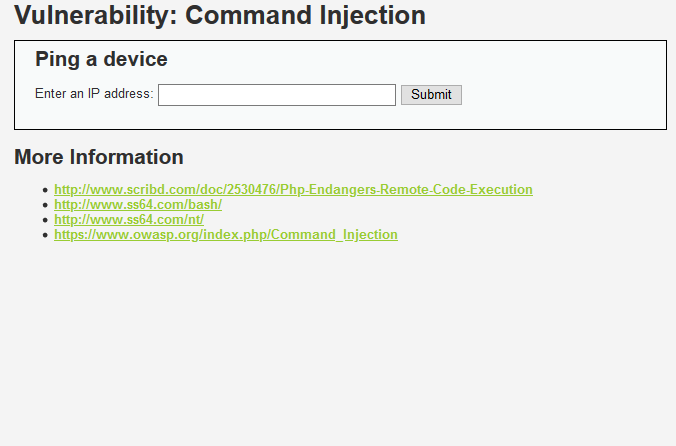 Vulnerability: Command Injection
Ping a device
Enter an IP address: Submit
More Information
http://www.scribd.com/doc/2530476/Php-Endangers-Remote-Code-Execution
http://www.ss64.com/bash/
http://www.ss64.com/nt/
https://www.owasp.org/index.php/Command_Injection